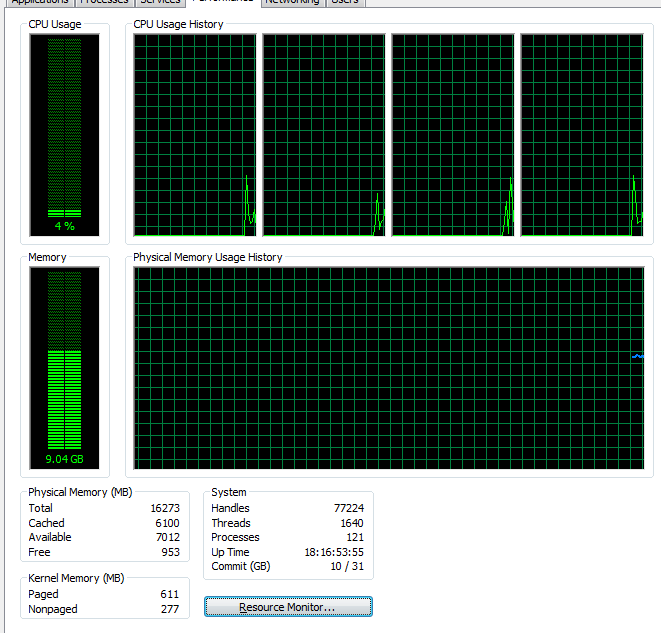 Applications Processes Services Performance Networking Users
CPU Usage
CPU Usage History
4 %
Memory
Physical Memory Usage History
9.04 GB
Physical Memory (MB)
Total 16273
Cached 6100
Available 7012
Free 953
System
Handles 77224
Threads 1640
Processes 121
Up Time 18:16:53:55
Commit (GB) 10 / 31
Kernel Memory (MB)
Paged 611
Nonpaged 277
Resource Monitor...